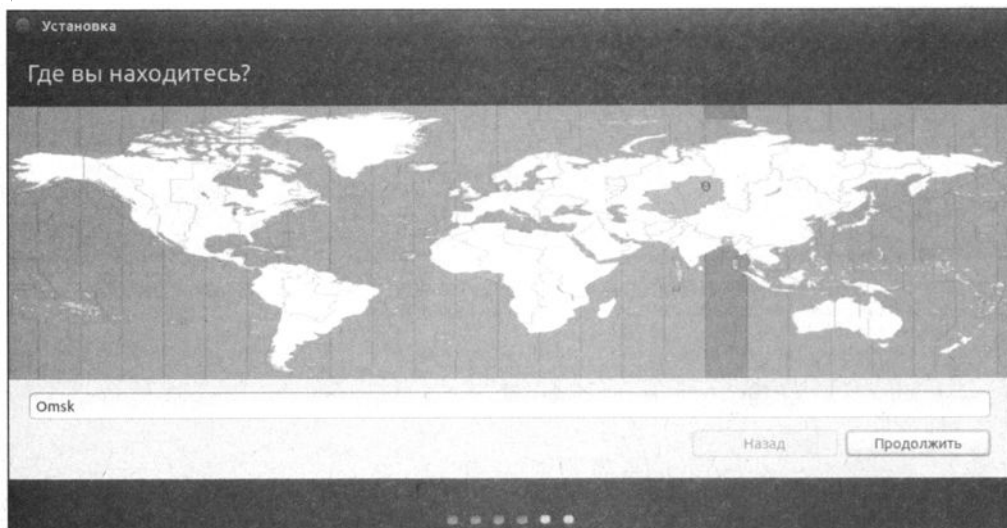 Установка
Где вы находитесь?
Omsk
Назад
Продолжить